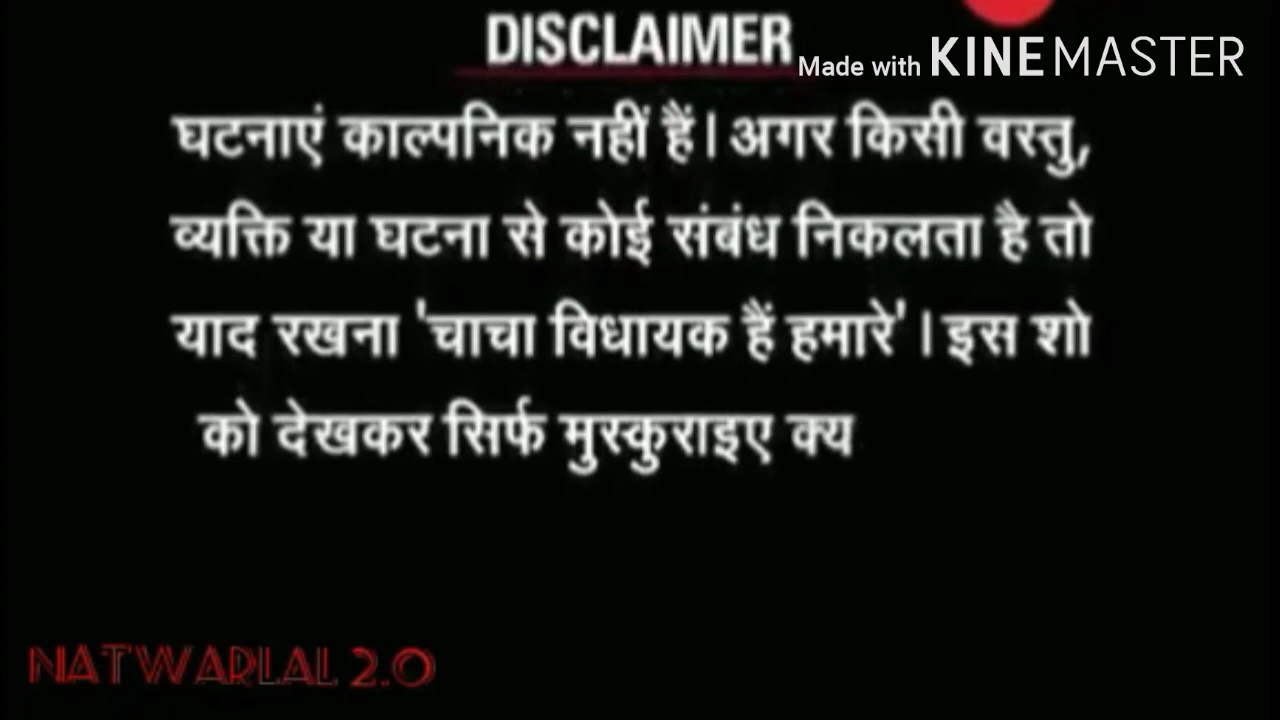 DISCLAIMER
Made with KINEMASTER
घटनाएं काल्पनिक नहीं हैं। अगर किसी वस्तु,
व्यक्ति या घटना से कोई संबंध निकलता है तो
याद रखना 'चाचा विधायक हैं हमारे'। इस शो
को देखकर सिर्फ मुस्कुराइए क्य
NATWARLAL 2.0